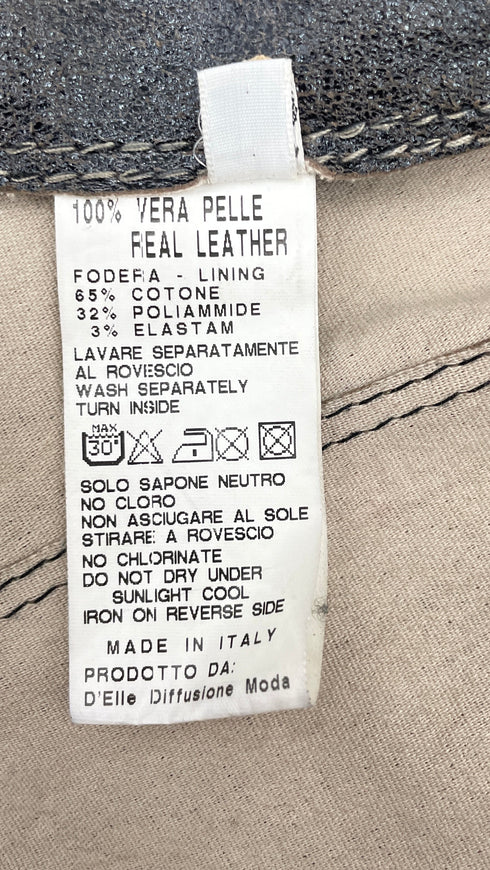 100% VERA PELLE
REAL LEATHER
FODERA - LINING
65% COTONE
32% POLIAMMIDE
3% ELASTAM
LAVARE SEPARATAMENTE
AL ROVESCIO
WASH SEPARATELY
TURN INSIDE
MAX
30°
SOLO SAPONE NEUTRO
NO CLORO
NON ASCIUGARE AL SOLE
STIRARE A ROVESCIO
NO CHLORINATE
DO NOT DRY UNDER
SUNLIGHT COOL
IRON ON REVERSE SIDE
MADE IN ITALY
PRODOTTO DA:
D'Elle Diffusione Moda